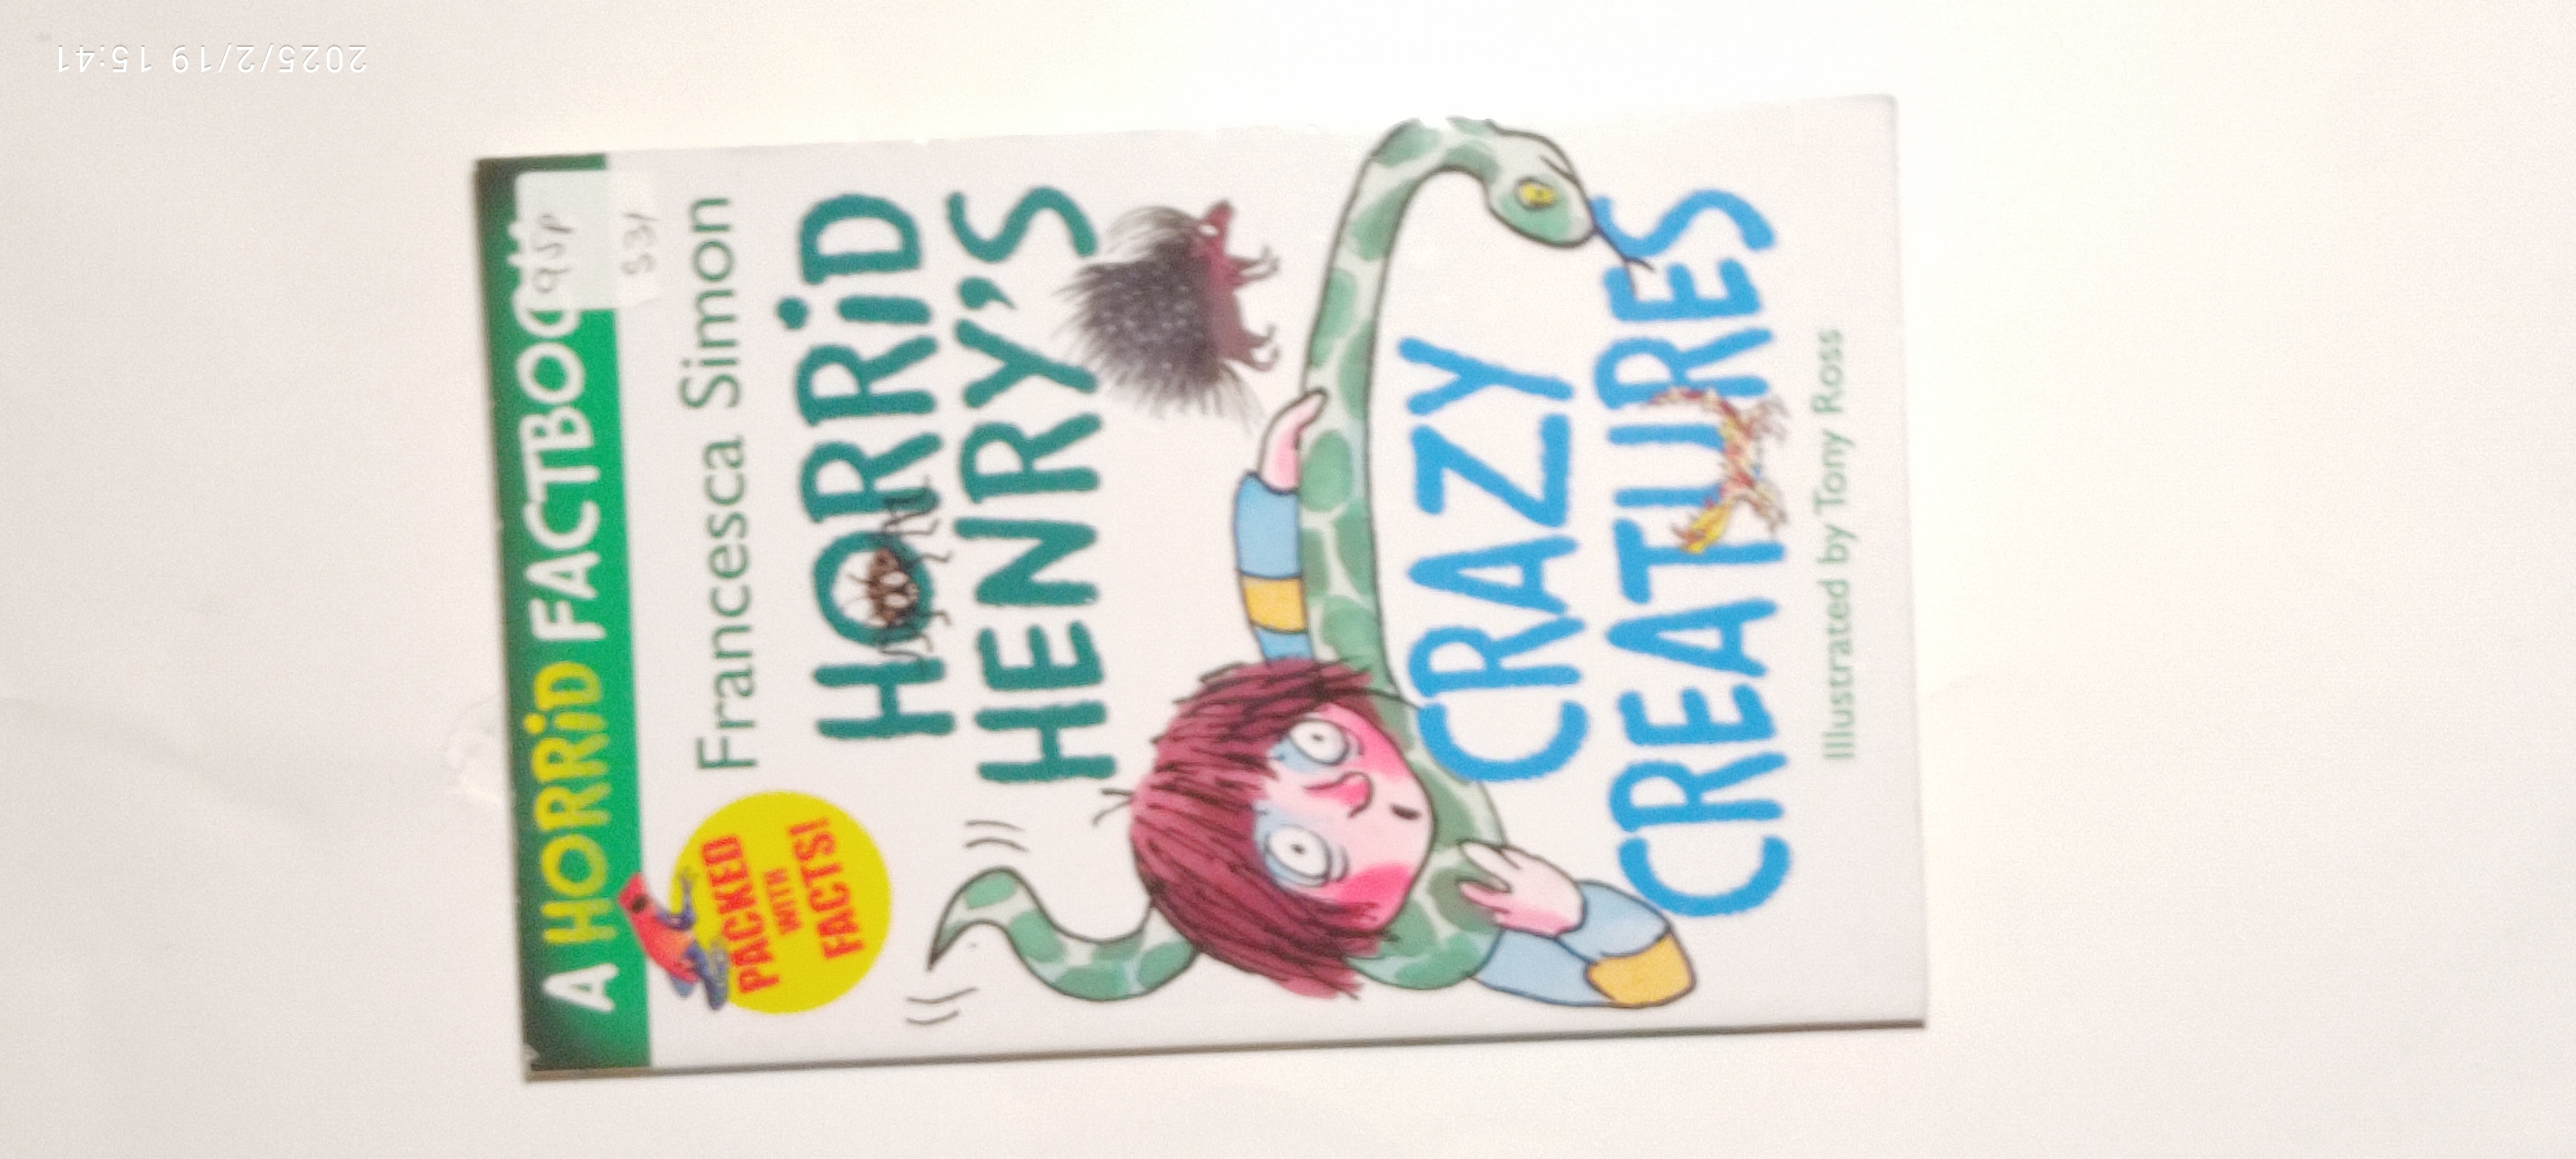 A HORRiD FACTBOOK
PACKED
WITH
FACTS!
Francesca Simon
HORRiD
HENRY'S
CRAZY
CREATURES
Illustrated by Tony Ross
2025/2/19 15:41